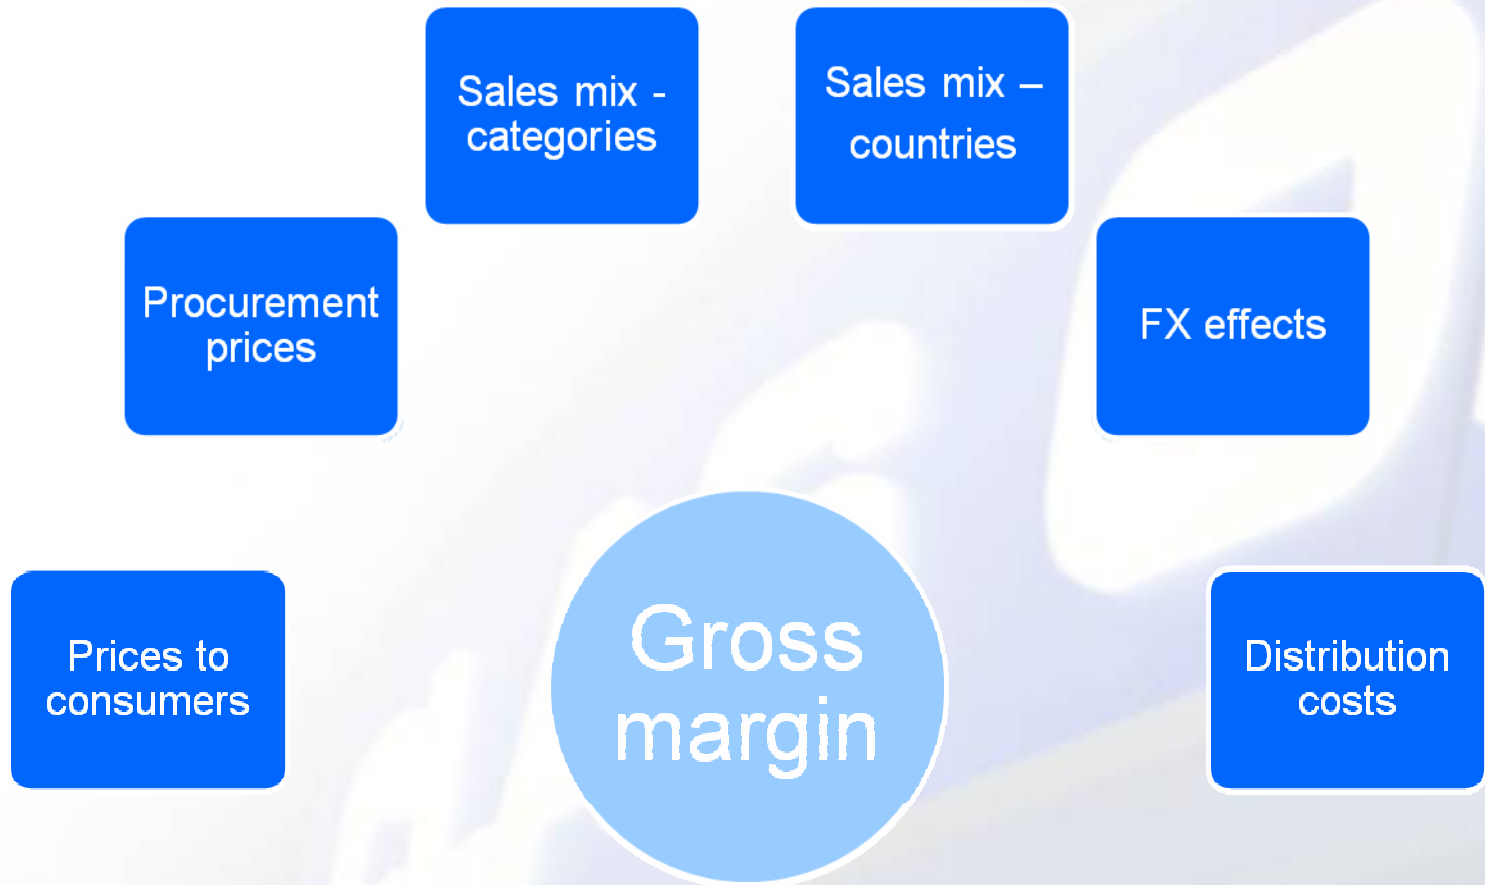 Sales mix -
categories
Sales mix –
countries
Procurement
prices
FX effects
Prices to
consumers
Gross
margin
Distribution
costs